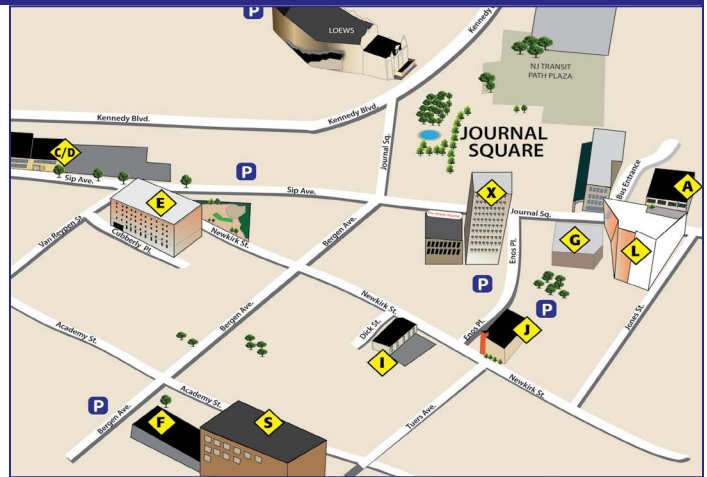 P
LOEWS
Kennedy Blvd.
NJ TRANSIT
PATH PLAZA
Kennedy Blvd.
Kennedy Blvd.
C/D
Journal Sq.
JOURNAL
SQUARE
P
Sip Ave.
Sip Ave.
Bus Entrance
A
X
E
Journal Sq.
Van Reypen St.
Cubberly Pl.
Newkirk St.
Bergen Ave.
Enos Pl.
G
L
P
P
Newkirk St.
Dick St.
Enos Pl.
J
Jones St.
Bergen Ave.
Academy St.
I
Newkirk St.
Academy St.
P
Bergen Ave.
F
S
Tuers Ave.